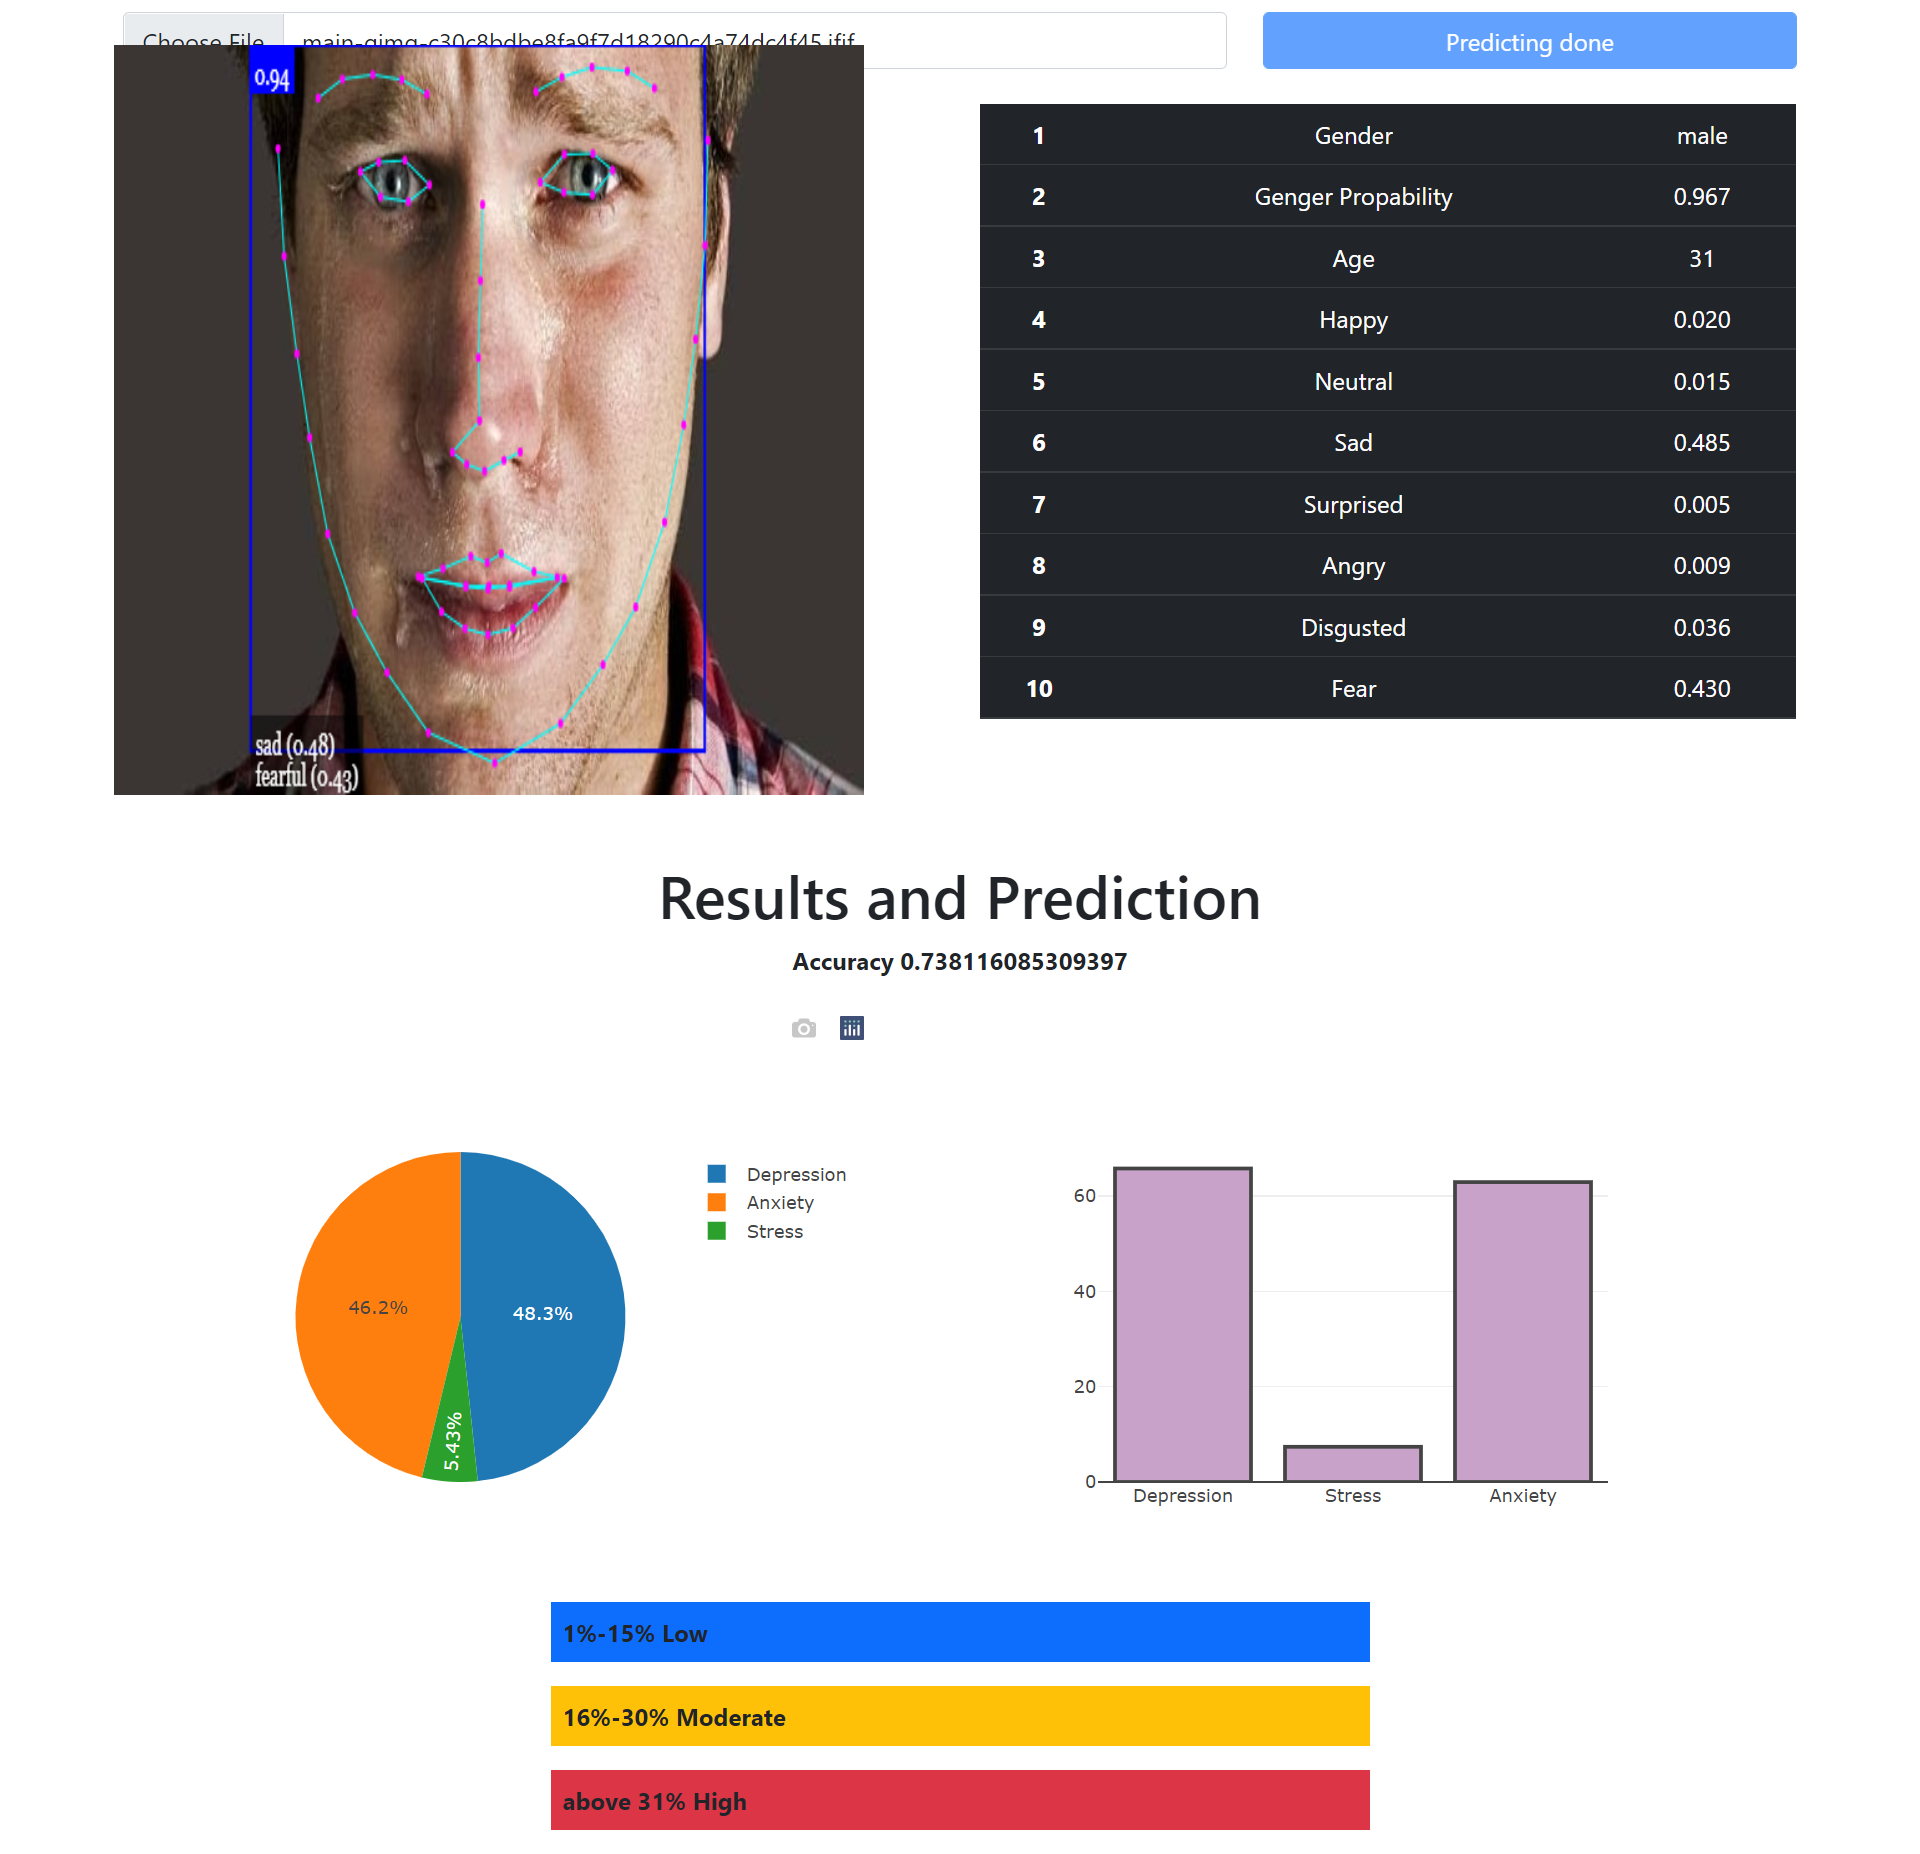 Choose File main-qimg-c30c8bdbe8fa9f7d18290c4a74dc4f45.jfif
Predicting done
0.94
sad (0.48)
fearful (0.43)
1 Gender male
2 Genger Propability 0.967
3 Age 31
4 Happy 0.020
5 Neutral 0.015
6 Sad 0.485
7 Surprised 0.005
8 Angry 0.009
9 Disgusted 0.036
10 Fear 0.430
Results and Prediction
Accuracy 0.738116085309397
46.2%
48.3%
5.43%
Depression
Anxiety
Stress
60
40
20
0
Depression Stress Anxiety
1%-15% Low
16%-30% Moderate
above 31% High